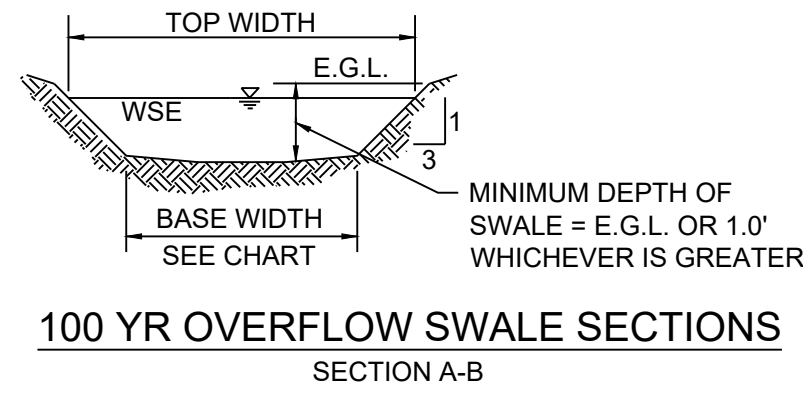 TOP WIDTH
E.G.L.
WSE
1
3
BASE WIDTH
SEE CHART
MINIMUM DEPTH OF
SWALE = E.G.L. OR 1.0'
WHICHEVER IS GREATER
100 YR OVERFLOW SWALE SECTIONS
SECTION A-B